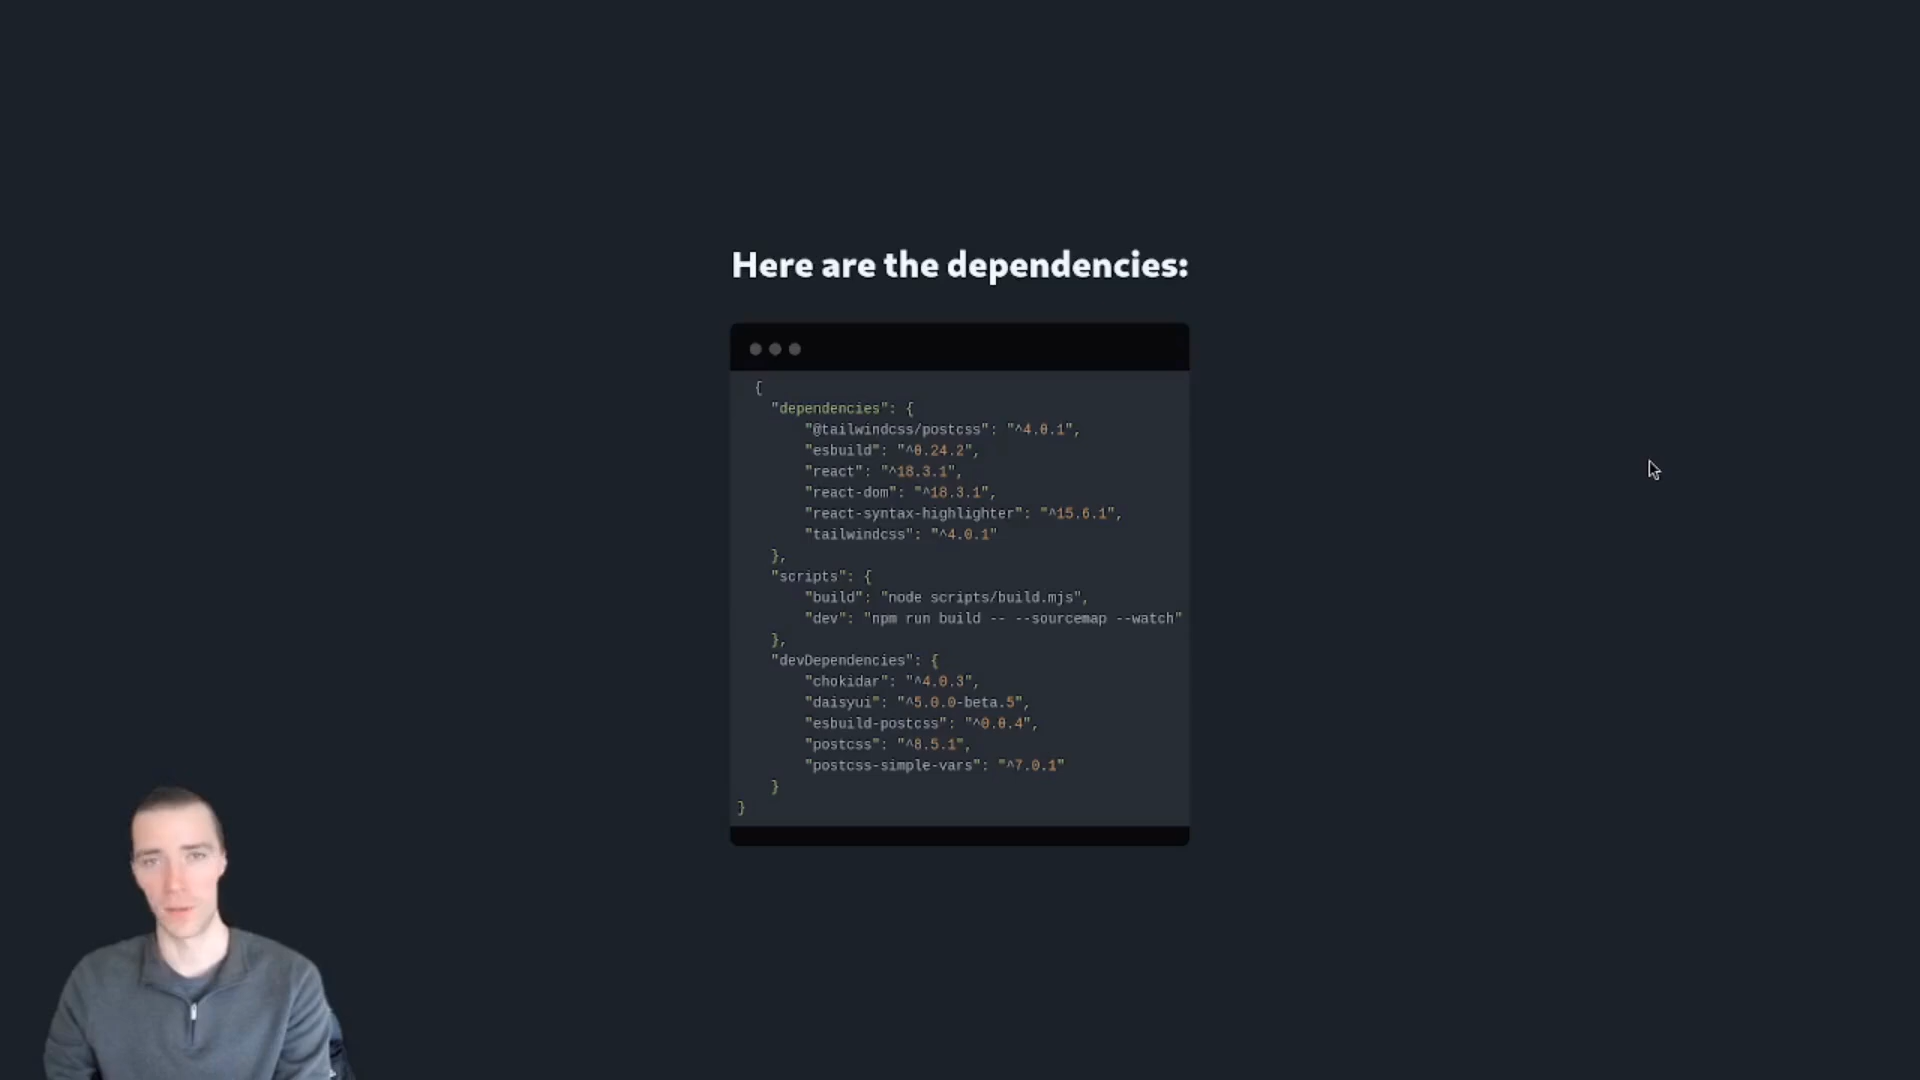 Here are the dependencies:
{
"dependencies": {
"@tailwindcss/postcss": "^4.0.1",
"esbuild": "^0.24.2",
"react": "^18.3.1",
"react-dom": "^18.3.1",
"react-syntax-highlighter": "^15.6.1",
"tailwindcss": "^4.0.1"
},
"scripts": {
"build": "node scripts/build.mjs",
"dev": "npm run build -- --sourcemap --watch"
},
"devDependencies": {
"chokidar": "^4.0.3",
"daisyui": "^5.0.0-beta.5",
"esbuild-postcss": "^0.0.4",
"postcss": "^8.5.1",
"postcss-simple-vars": "^7.0.1"
}
}